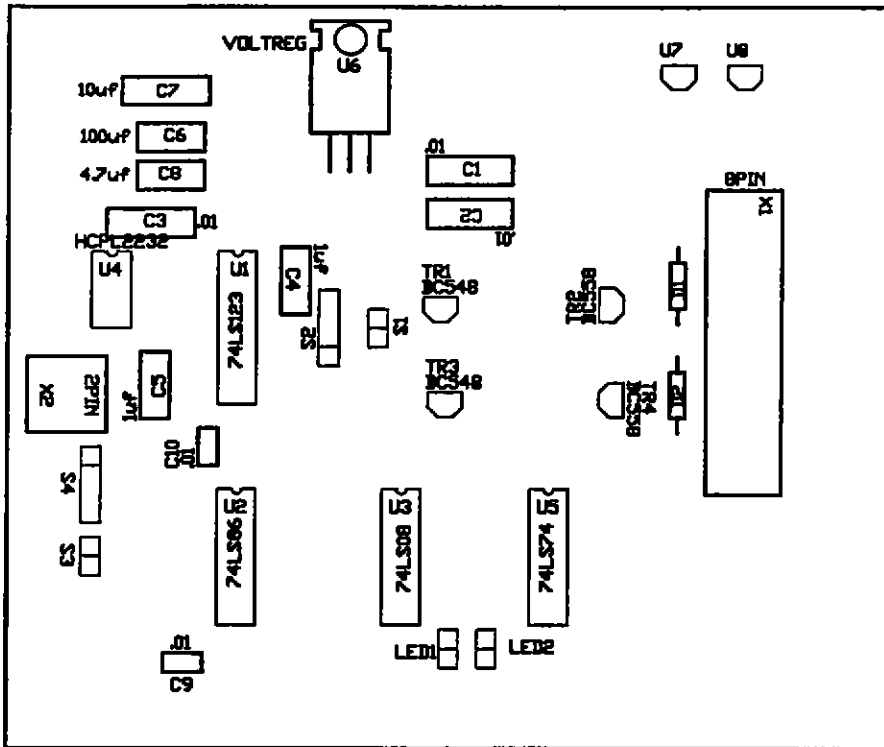 VOLTREG
U6
U7
U8
10uf
C7
100uf
C6
4.7uf
C8
C3
.01
HCPL2232
U4
U1
74LS123
C4
1uf
.01
C1
C2
.01
8PIN
X1
TR1
BC548
TR2
BC558
D1
S2
S1
TR3
BC548
TR4
BC558
D2
X2
2PIN
C5
1uf
C10
.01
S4
S3
U2
74LS86
U3
74LS08
U5
74LS74
LED1
LED2
.01
C9